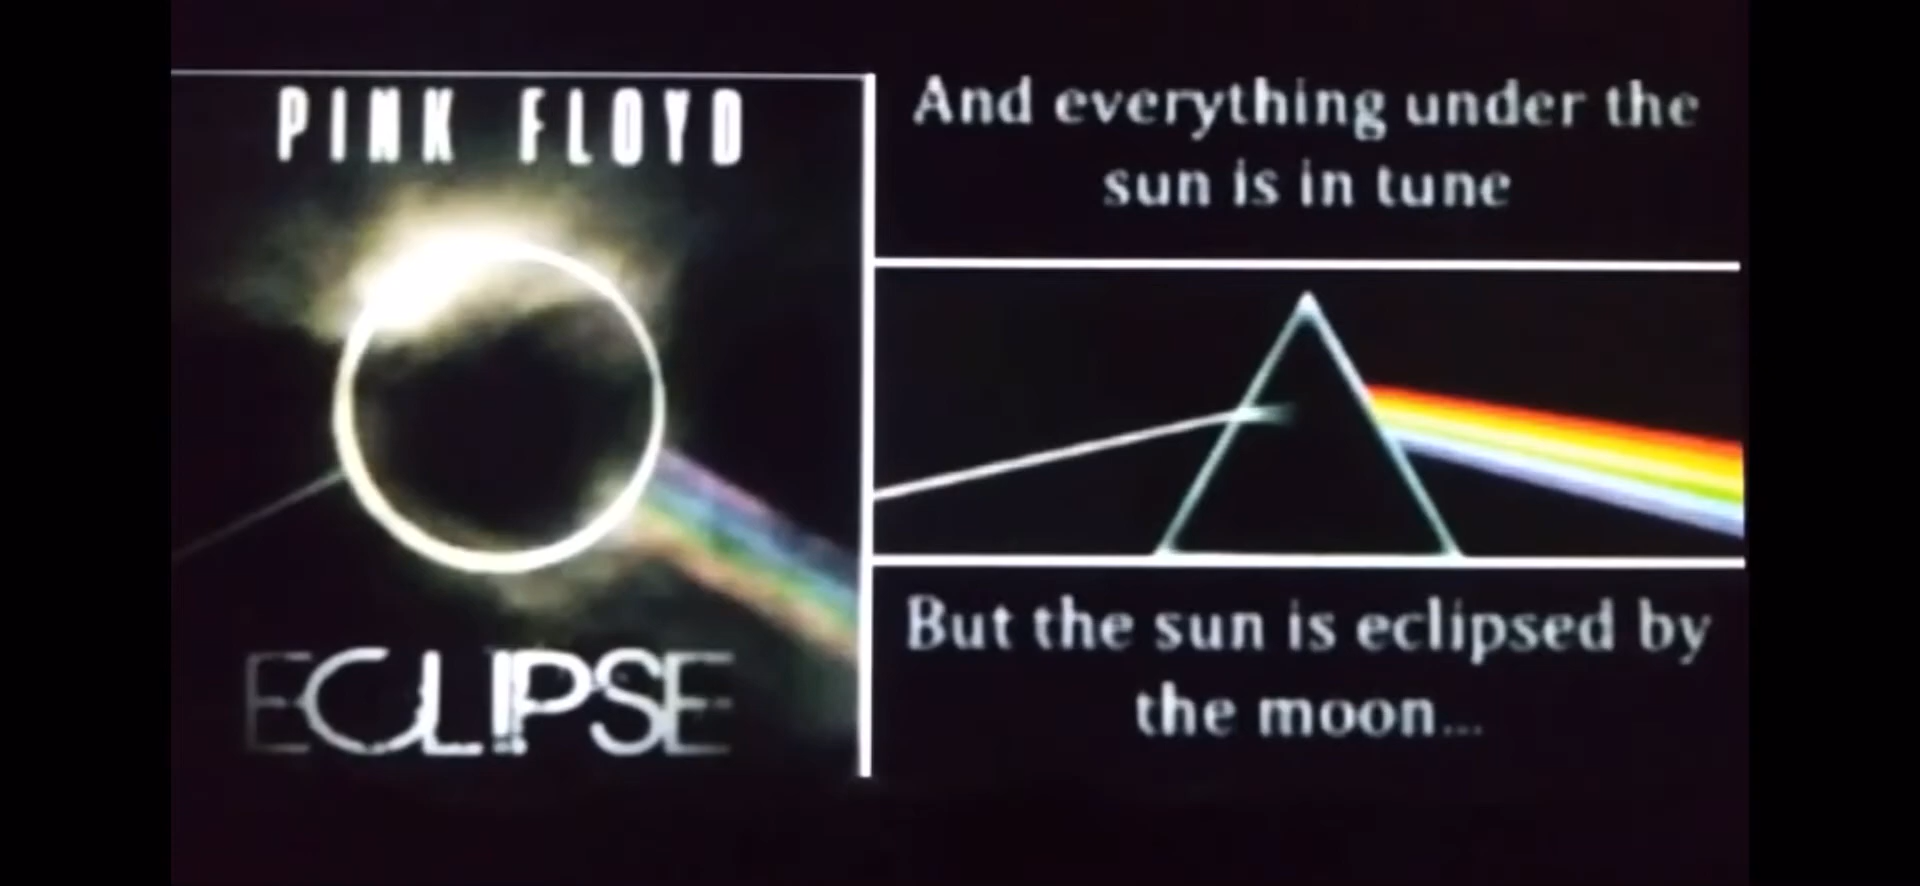 PINK FLOYD
ECLIPSE
And everything under the
sun is in tune
But the sun is eclipsed by
the moon...